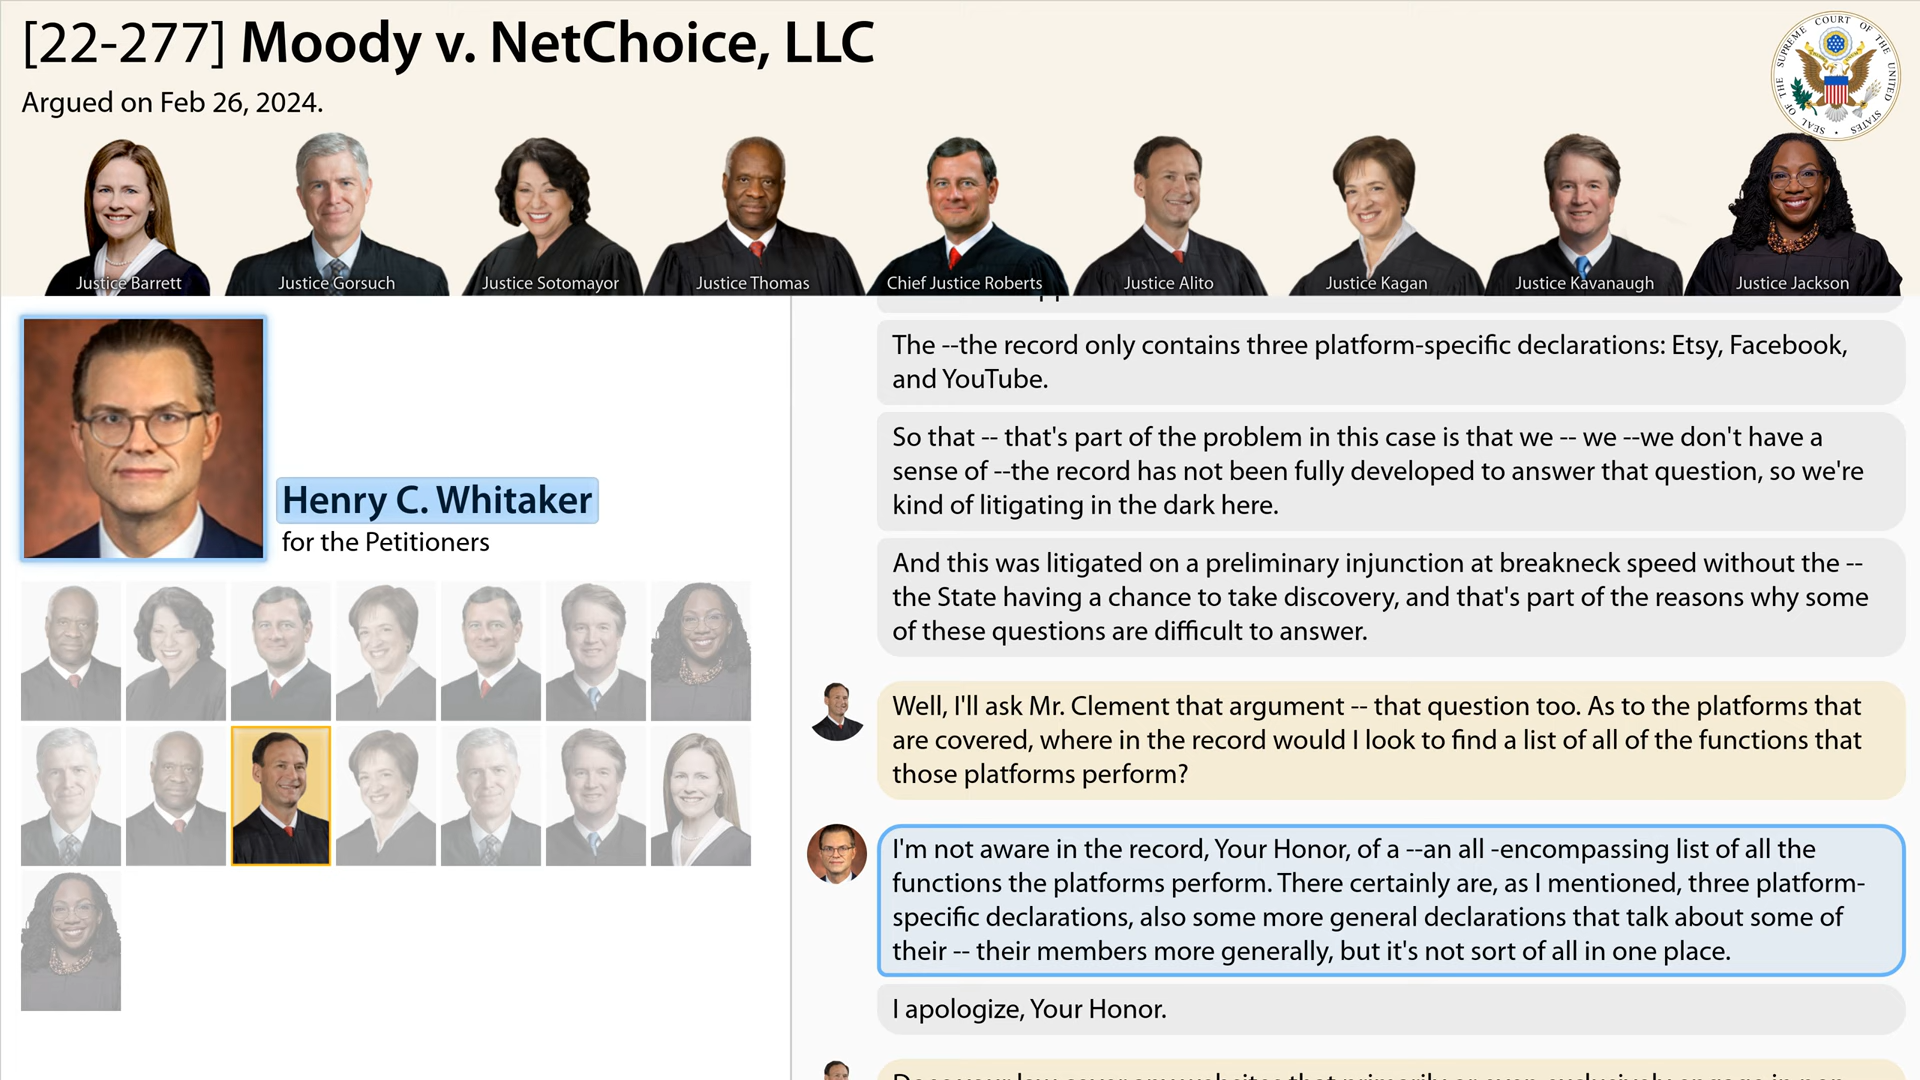 [22-277] Moody v. NetChoice, LLC
Argued on Feb 26, 2024.
SEAL OF THE SUPREME COURT OF THE UNITED STATES
Justice Barrett
Justice Gorsuch
Justice Sotomayor
Justice Thomas
Chief Justice Roberts
Justice Alito
Justice Kagan
Justice Kavanaugh
Justice Jackson
Henry C. Whitaker
for the Petitioners
The --the record only contains three platform-specific declarations: Etsy, Facebook,
and YouTube.
So that -- that's part of the problem in this case is that we -- we --we don't have a
sense of --the record has not been fully developed to answer that question, so we're
kind of litigating in the dark here.
And this was litigated on a preliminary injunction at breakneck speed without the --
the State having a chance to take discovery, and that's part of the reasons why some
of these questions are difficult to answer.
Well, I'll ask Mr. Clement that argument -- that question too. As to the platforms that
are covered, where in the record would I look to find a list of all of the functions that
those platforms perform?
I'm not aware in the record, Your Honor, of a --an all -encompassing list of all the
functions the platforms perform. There certainly are, as I mentioned, three platform-
specific declarations, also some more general declarations that talk about some of
their -- their members more generally, but it's not sort of all in one place.
I apologize, Your Honor.